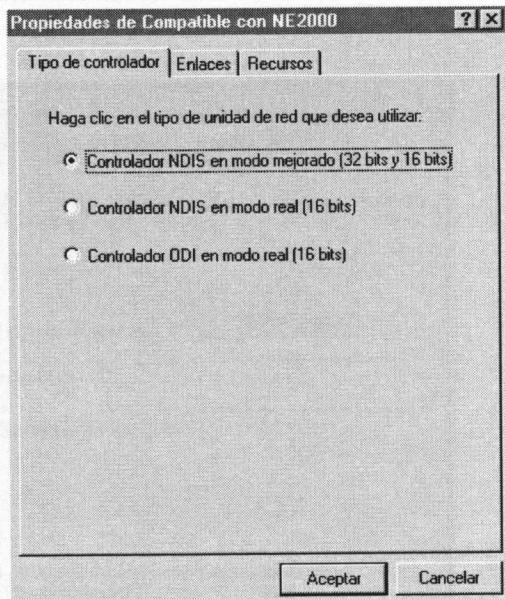 Propiedades de Compatible con NE2000
Tipo de controlador Enlaces Recursos
Haga clic en el tipo de unidad de red que desea utilizar:
Controlador NDIS en modo mejorado (32 bits y 16 bits)
Controlador NDIS en modo real (16 bits)
Controlador ODI en modo real (16 bits)
Aceptar Cancelar